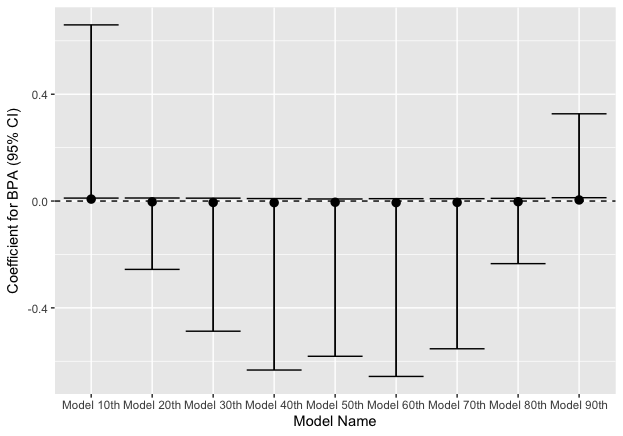 Coefficient for BPA (95% CI)
0.4
0.0
-0.4
Model 10th Model 20th Model 30th Model 40th Model 50th Model 60th Model 70th Model 80th Model 90th
Model Name